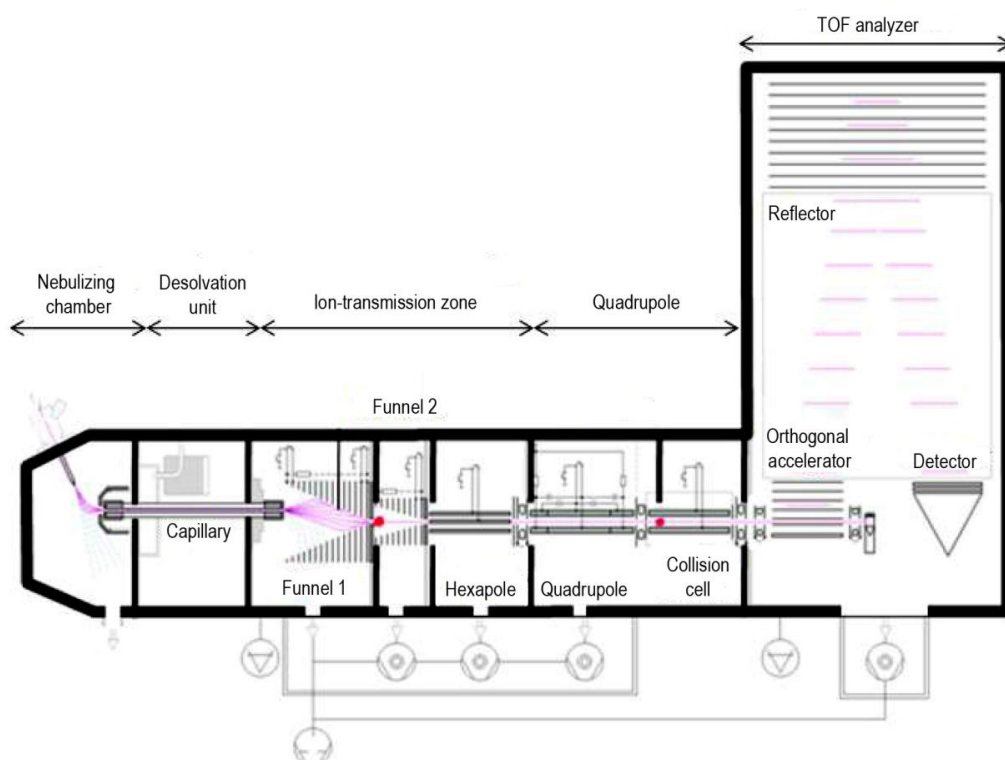 TOF analyzer
Reflector
Nebulizing
chamber
Desolvation
unit
Ion-transmission zone
Quadrupole
Funnel 2
Orthogonal
accelerator
Detector
Capillary
Funnel 1
Hexapole
Quadrupole
Collision
cell